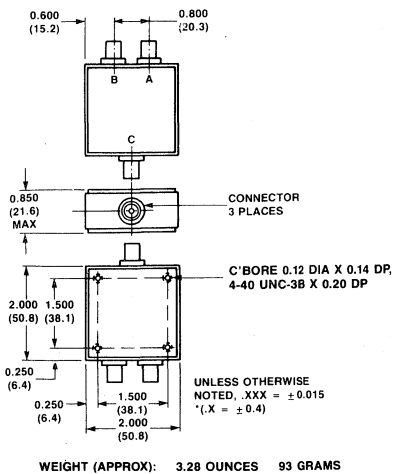 0.600
(15.2)
0.800
(20.3)
B
A
C
0.850
(21.6)
MAX
CONNECTOR
3 PLACES
C'BORE 0.12 DIA X 0.14 DP,
4-40 UNC-3B X 0.20 DP
2.000
(50.8)
1.500
(38.1)
0.250
(6.4)
0.250
(6.4)
1.500
(38.1)
2.000
(50.8)
UNLESS OTHERWISE
NOTED, .XXX = ±0.015
*(.X = ±0.4)
WEIGHT (APPROX): 3.28 OUNCES 93 GRAMS